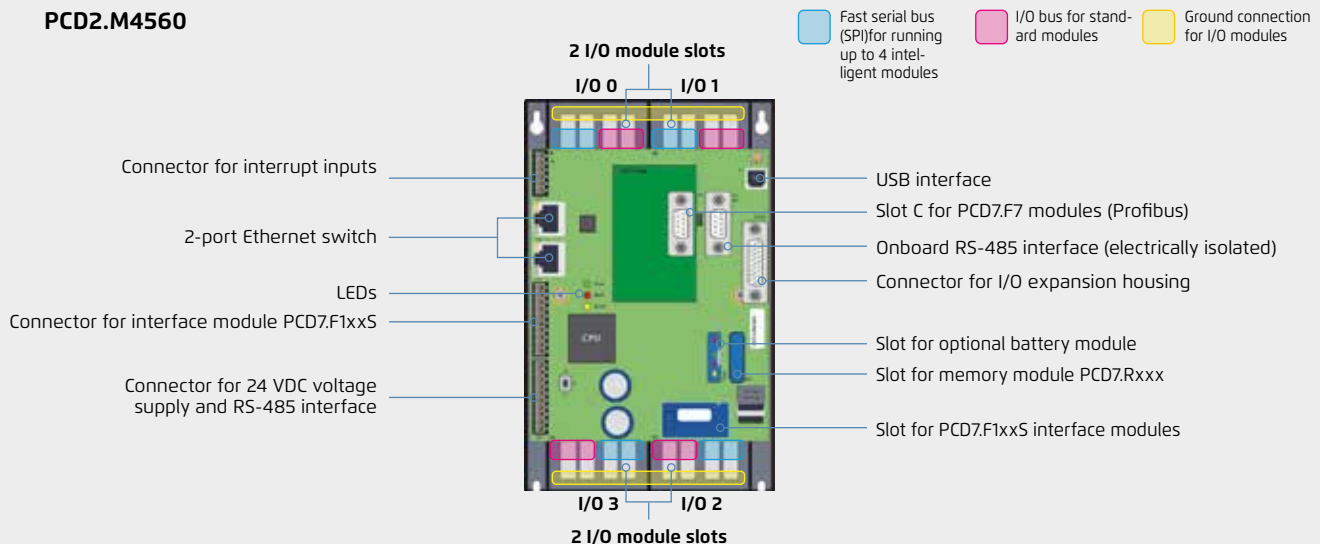 PCD2.M4560
Fast serial bus
(SPI)for running
up to 4 intel-
ligent modules
I/O bus for stand-
ard modules
Ground connection
for I/O modules
2 I/O module slots
I/O 0
I/O 1
Connector for interrupt inputs
2-port Ethernet switch
LEDs
Connector for interface module PCD7.F1xxS
Connector for 24 VDC voltage
supply and RS-485 interface
CPU
USB interface
Slot C for PCD7.F7 modules (Profibus)
Onboard RS-485 interface (electrically isolated)
Connector for I/O expansion housing
Slot for optional battery module
Slot for memory module PCD7.Rxxx
Slot for PCD7.F1xxS interface modules
I/O 3
I/O 2
2 I/O module slots